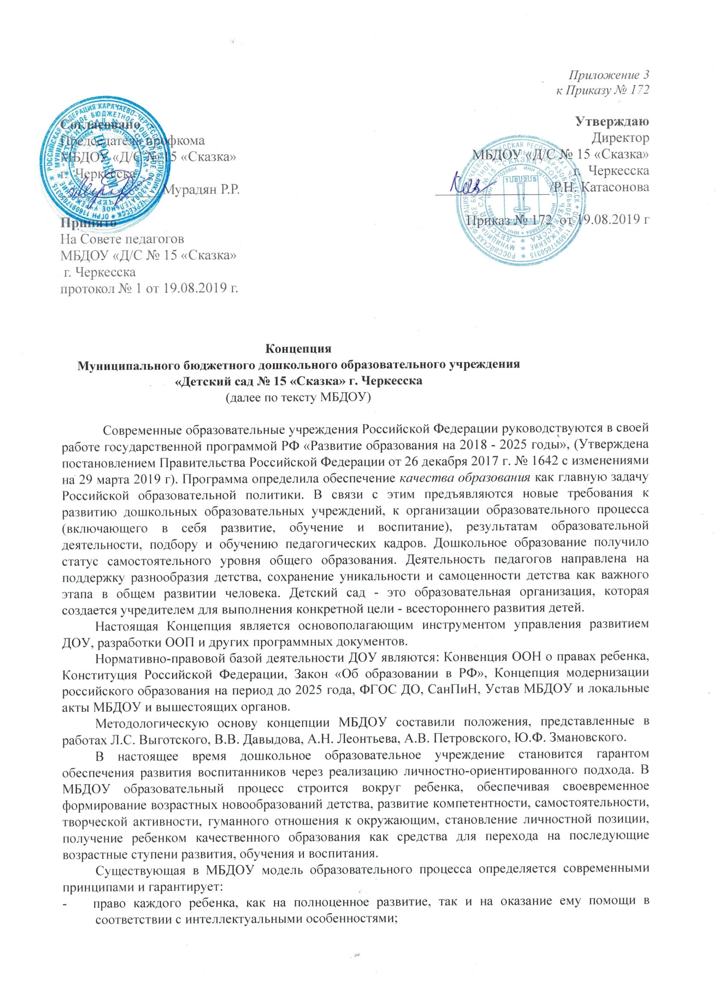 Приложение 3
к Приказу № 172
Согласовано
Председатель профкома
МБДОУ «Д/С № 15 «Сказка»
г. Черкесска
Мурадян Р.Р.
Принято
На Совете педагогов
МБДОУ «Д/С № 15 «Сказка»
г. Черкесска
протокол № 1 от 19.08.2019 г.
Утверждаю
Директор
МБДОУ «Д/С № 15 «Сказка»
г. Черкесска
/Р.Н. Катасонова
Приказ № 172 от 19.08.2019 г
Концепция
Муниципального бюджетного дошкольного образовательного учреждения
«Детский сад № 15 «Сказка» г. Черкесска
(далее по тексту МБДОУ)
Современные образовательные учреждения Российской Федерации руководствуются в своей
работе государственной программой РФ «Развитие образования на 2018 - 2025 годы», (Утверждена
постановлением Правительства Российской Федерации от 26 декабря 2017 г. № 1642 с изменениями
на 29 марта 2019 г). Программа определила обеспечение качества образования как главную задачу
Российской образовательной политики. В связи с этим предъявляются новые требования к
развитию дошкольных образовательных учреждений, к организации образовательного процесса
(включающего в себя развитие, обучение и воспитание), результатам образовательной
деятельности, подбору и обучению педагогических кадров. Дошкольное образование получило
статус самостоятельного уровня общего образования. Деятельность педагогов направлена на
поддержку разнообразия детства, сохранение уникальности и самоценности детства как важного
этапа в общем развитии человека. Детский сад - это образовательная организация, которая
создается учредителем для выполнения конкретной цели - всестороннего развития детей.
Настоящая Концепция является основополагающим инструментом управления развитием
ДОУ, разработки ООП и других программных документов.
Нормативно-правовой базой деятельности ДОУ являются: Конвенция ООН о правах ребенка,
Конституция Российской Федерации, Закон «Об образовании в РФ», Концепция модернизации
российского образования на период до 2025 года, ФГОС ДО, СанПиН, Устав МБДОУ и локальные
акты МБДОУ и вышестоящих органов.
Методологическую основу концепции МБДОУ составили положения, представленные в
работах Л.С. Выготского, В.В. Давыдова, А.Н. Леонтьева, А.В. Петровского, Ю.Ф. Змановского.
В настоящее время дошкольное образовательное учреждение становится гарантом
обеспечения развития воспитанников через реализацию личностно-ориентированного подхода. В
МБДОУ образовательный процесс строится вокруг ребенка, обеспечивая своевременное
формирование возрастных новообразований детства, развитие компетентности, самостоятельности,
творческой активности, гуманного отношения к окружающим, становление личностной позиции,
получение ребенком качественного образования как средства для перехода на последующие
возрастные ступени развития, обучения и воспитания.
Существующая в МБДОУ модель образовательного процесса определяется современными
принципами и гарантирует:
- право каждого ребенка, как на полноценное развитие, так и на оказание ему помощи в
соответствии с интеллектуальными особенностями;